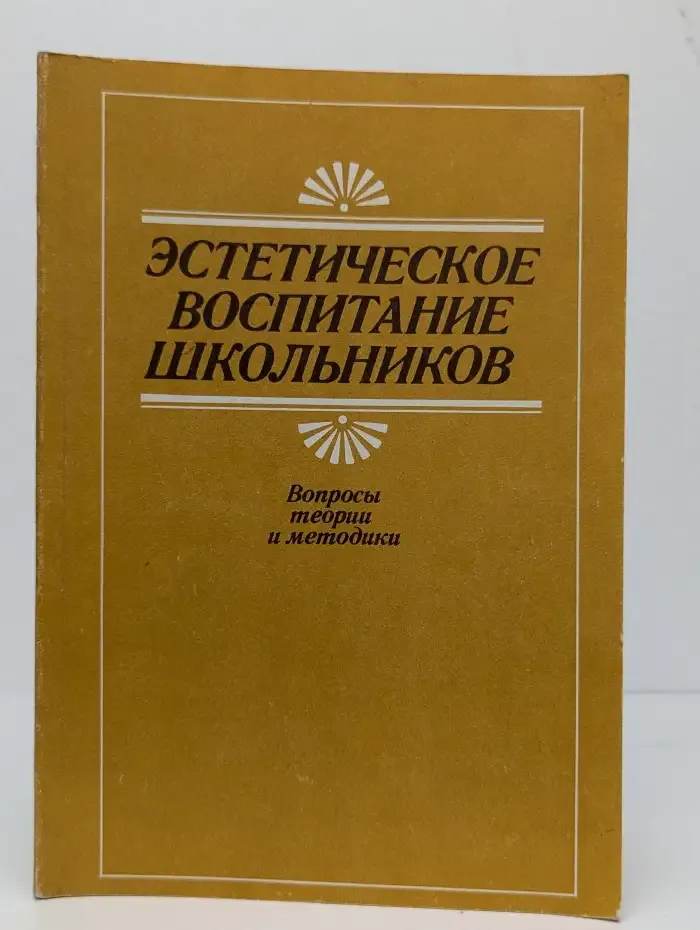 ЭСТЕТИЧЕСКОЕ
ВОСПИТАНИЕ
ШКОЛЬНИКОВ
Вопросы
теории
и методики